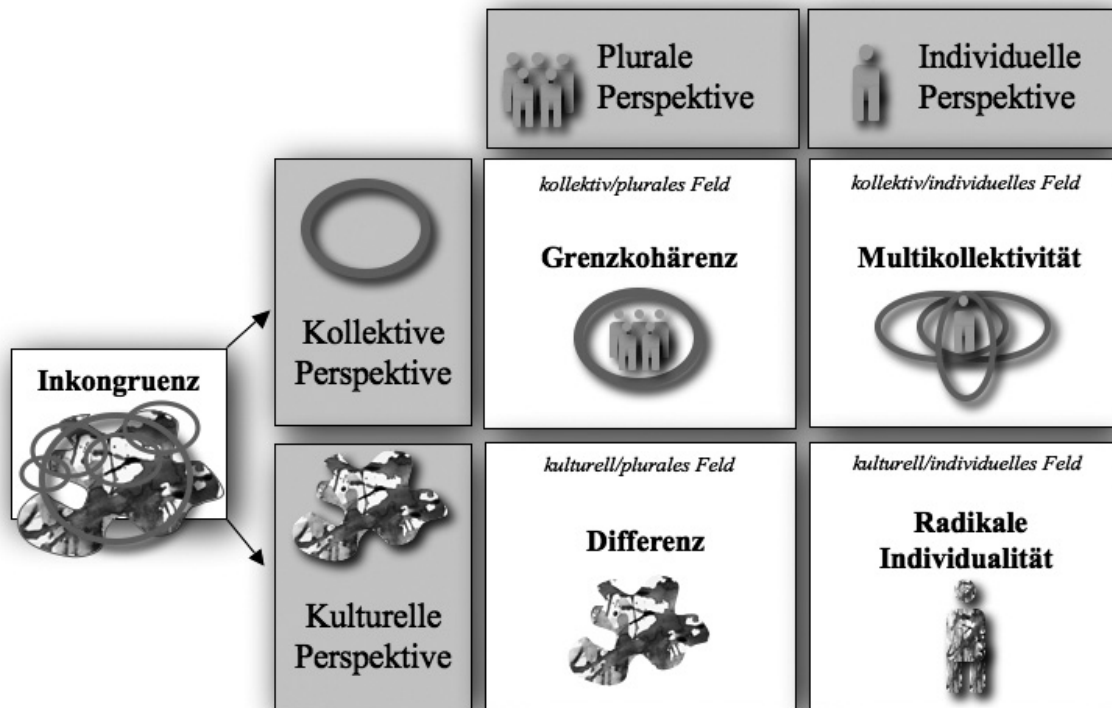 Plurale
Perspektive
Individuelle
Perspektive
kollektiv/plurales Feld
kollektiv/individuelles Feld
Grenzkohärenz
Multikollektivität
Kollektive
Perspektive
Inkongruenz
kulturell/plurales Feld
kulturell/individuelles Feld
Differenz
Radikale
Individualität
Kulturelle
Perspektive